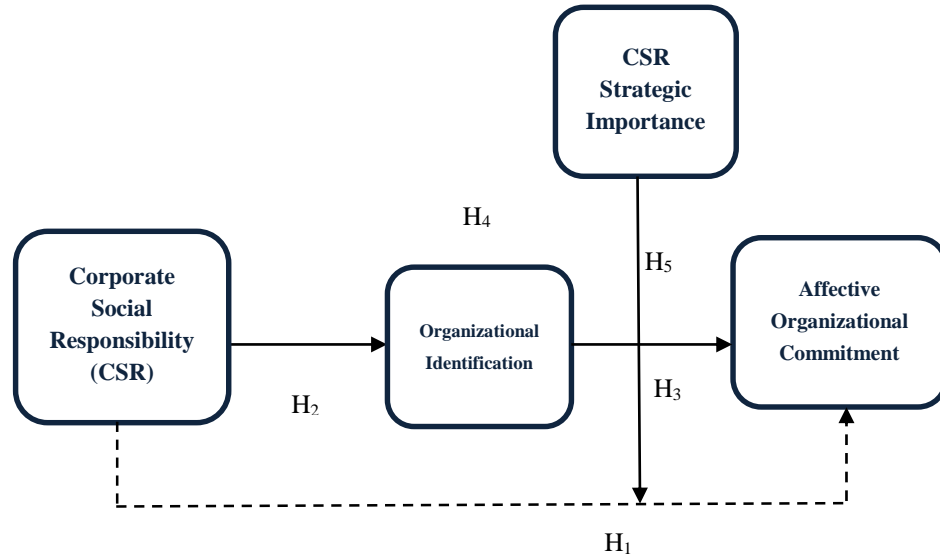 CSR
Strategic
Importance
H4
Corporate
Social
Responsibility
(CSR)
H5
Organizational
Identification
Affective
Organizational
Commitment
H2
H3
H1